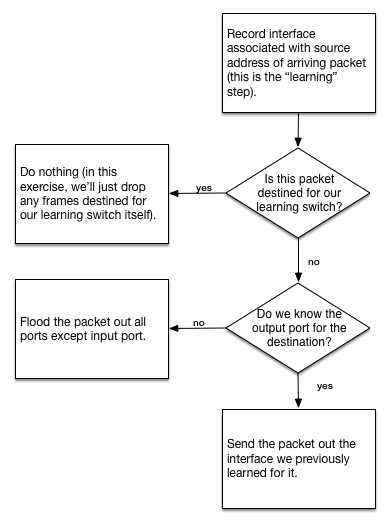 Record interface
associated with source
address of arriving packet
(this is the “learning”
step).
Is this packet
destined for our
learning switch?
yes
Do nothing (in this
exercise, we’ll just drop
any frames destined for
our learning switch itself).
no
Do we know the
output port for the
destination?
no
Flood the packet out all
ports except input port.
yes
Send the packet out the
interface we previously
learned for it.